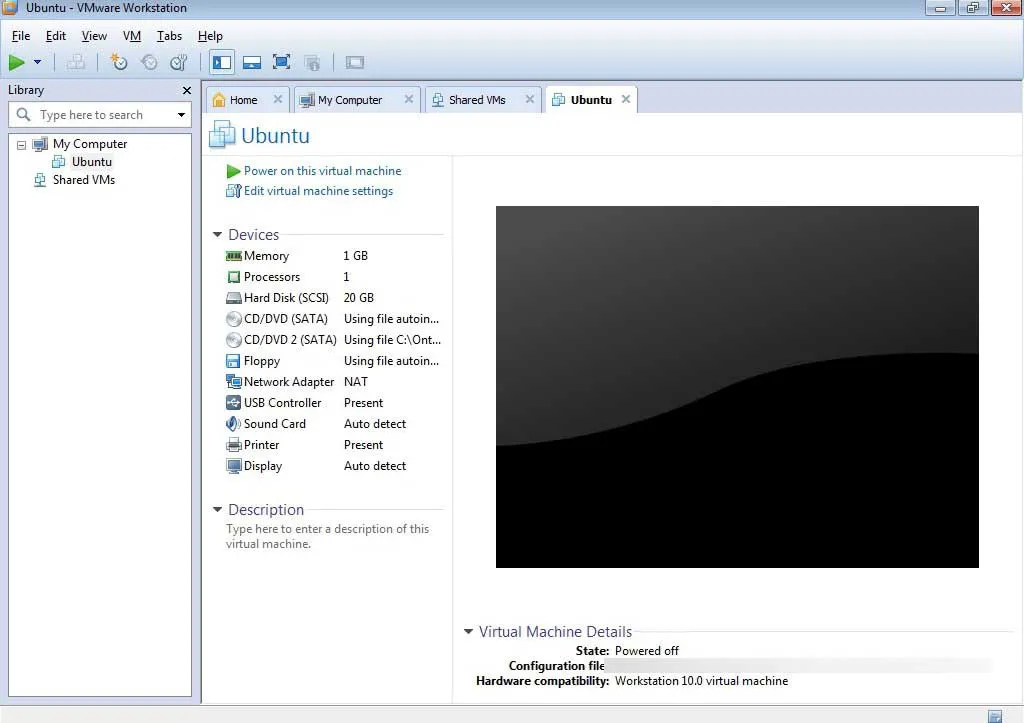 Ubuntu - VMware Workstation
File Edit View VM Tabs Help
Library
Type here to search
My Computer
Ubuntu
Shared VMs
Home My Computer Shared VMs Ubuntu
Ubuntu
Power on this virtual machine
Edit virtual machine settings
Devices
Memory 1 GB
Processors 1
Hard Disk (SCSI) 20 GB
CD/DVD (SATA) Using file autoin...
CD/DVD 2 (SATA) Using file C:\Ont...
Floppy Using file autoin...
Network Adapter NAT
USB Controller Present
Sound Card Auto detect
Printer Present
Display Auto detect
Description
Type here to enter a description of this
virtual machine.
Virtual Machine Details
State: Powered off
Configuration file
Hardware compatibility: Workstation 10.0 virtual machine